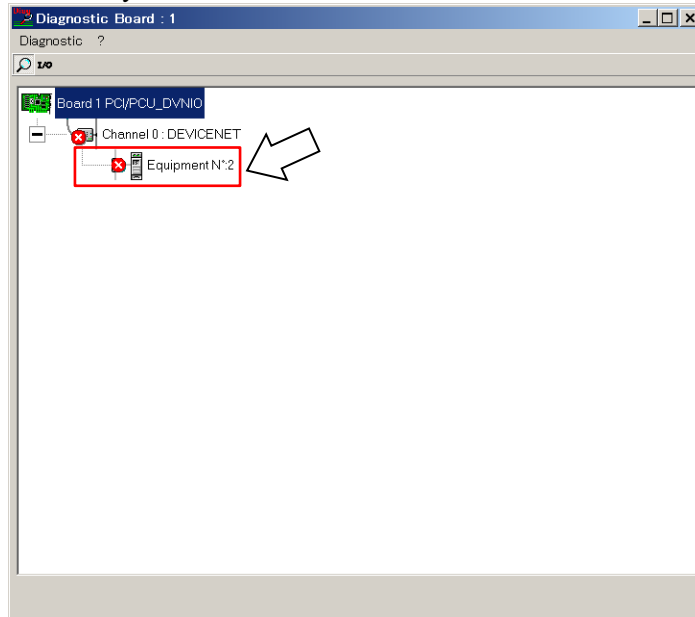 Diagnostic Board : 1
Diagnostic ?
I/O
Board 1 PCI/PCU_DVNIO
Channel 0 : DEVICENET
Equipment N°:2